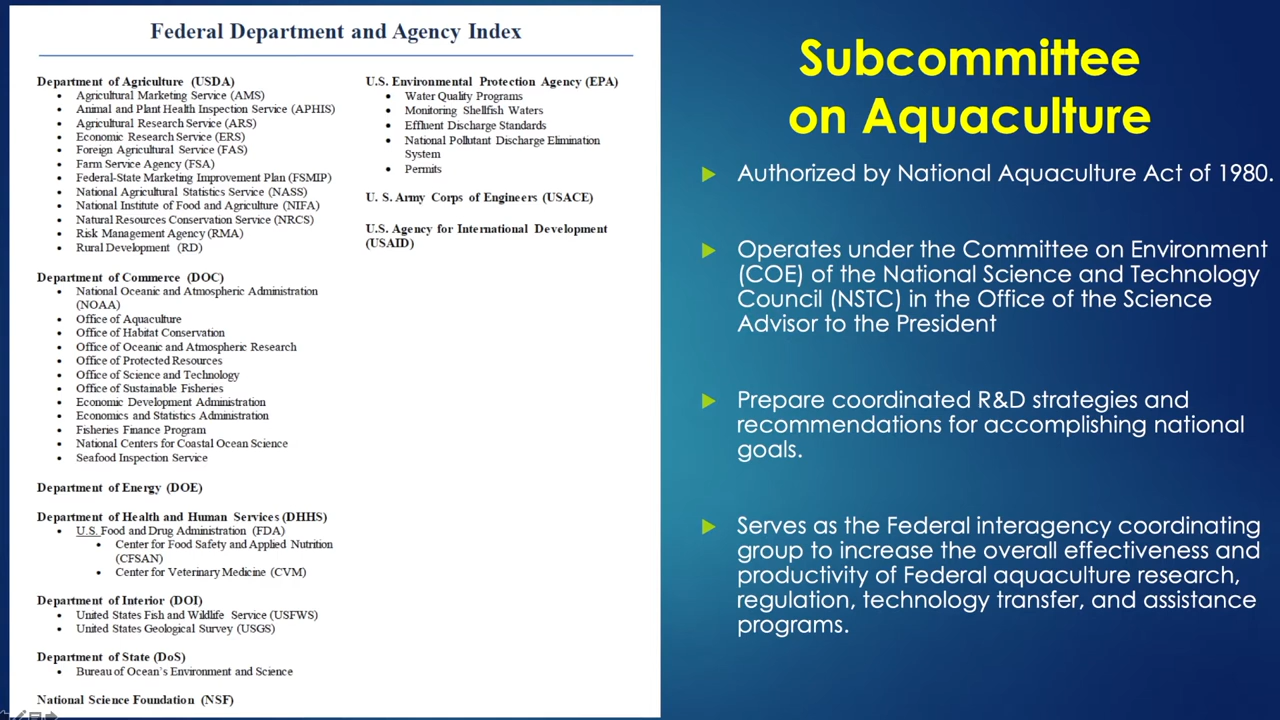 Federal Department and Agency Index
Department of Agriculture (USDA)
• Agricultural Marketing Service (AMS)
• Animal and Plant Health Inspection Service (APHIS)
• Agricultural Research Service (ARS)
• Economic Research Service (ERS)
• Foreign Agricultural Service (FAS)
• Farm Service Agency (FSA)
• Federal-State Marketing Improvement Plan (FSMIP)
• National Agricultural Statistics Service (NASS)
• National Institute of Food and Agriculture (NIFA)
• Natural Resources Conservation Service (NRCS)
• Risk Management Agency (RMA)
• Rural Development (RD)
Department of Commerce (DOC)
• National Oceanic and Atmospheric Administration
(NOAA)
• Office of Aquaculture
• Office of Habitat Conservation
• Office of Oceanic and Atmospheric Research
• Office of Protected Resources
• Office of Science and Technology
• Office of Sustainable Fisheries
• Economic Development Administration
• Economics and Statistics Administration
• Fisheries Finance Program
• National Centers for Coastal Ocean Science
• Seafood Inspection Service
Department of Energy (DOE)
Department of Health and Human Services (DHHS)
• U.S. Food and Drug Administration (FDA)
• Center for Food Safety and Applied Nutrition
(CFSAN)
• Center for Veterinary Medicine (CVM)
Department of Interior (DOI)
• United States Fish and Wildlife Service (USFWS)
• United States Geological Survey (USGS)
Department of State (DoS)
• Bureau of Ocean's Environment and Science
National Science Foundation (NSF)
U.S. Environmental Protection Agency (EPA)
• Water Quality Programs
• Monitoring Shellfish Waters
• Effluent Discharge Standards
• National Pollutant Discharge Elimination
System
• Permits
U. S. Army Corps of Engineers (USACE)
U.S. Agency for International Development
(USAID)
Subcommittee
on Aquaculture
Authorized by National Aquaculture Act of 1980.
Operates under the Committee on Environment
(COE) of the National Science and Technology
Council (NSTC) in the Office of the Science
Advisor to the President
Prepare coordinated R&D strategies and
recommendations for accomplishing national
goals.
Serves as the Federal interagency coordinating
group to increase the overall effectiveness and
productivity of Federal aquaculture research,
regulation, technology transfer, and assistance
programs.